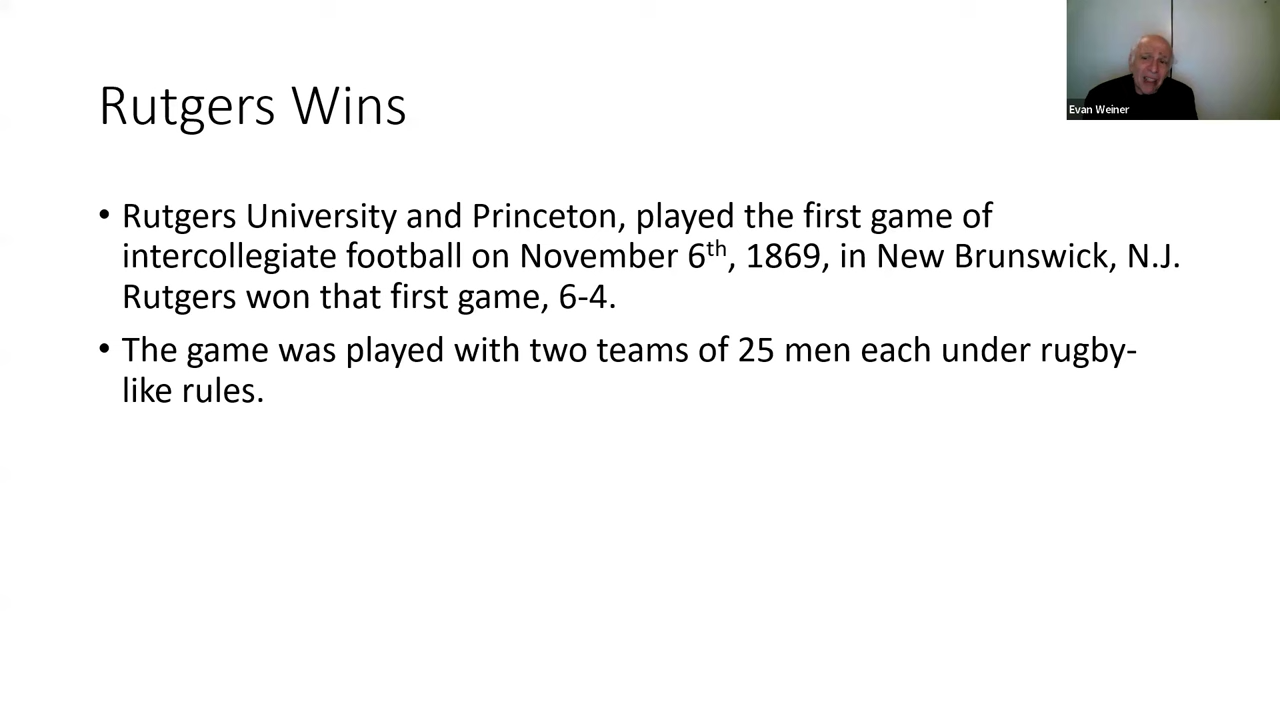 Rutgers Wins
Evan Weiner
• Rutgers University and Princeton, played the first game of
intercollegiate football on November 6th, 1869, in New Brunswick, N.J.
Rutgers won that first game, 6-4.
• The game was played with two teams of 25 men each under rugby-
like rules.